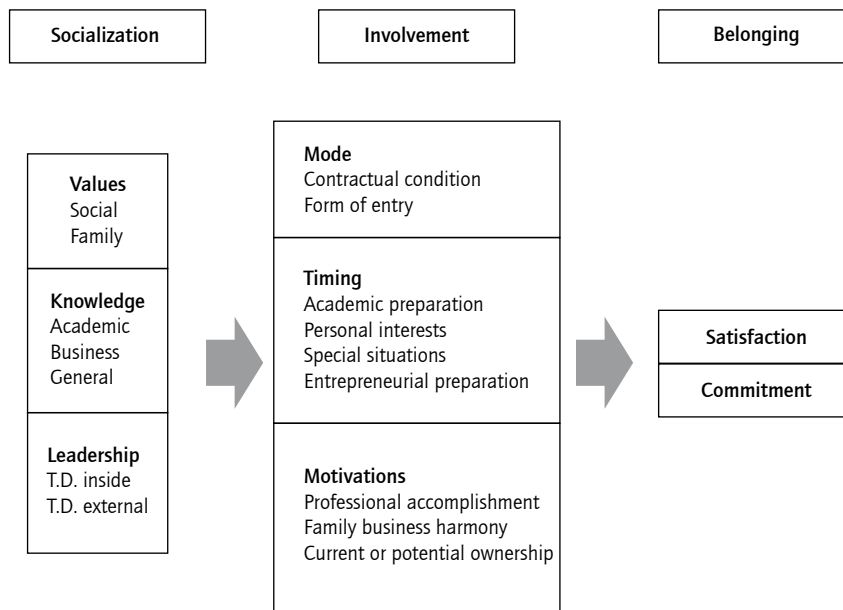 Socialization
Involvement
Belonging
Values
Social
Family
Knowledge
Academic
Business
General
Leadership
T.D. inside
T.D. external
Mode
Contractual condition
Form of entry
Timing
Academic preparation
Personal interests
Special situations
Entrepreneurial preparation
Motivations
Professional accomplishment
Family business harmony
Current or potential ownership
Satisfaction
Commitment